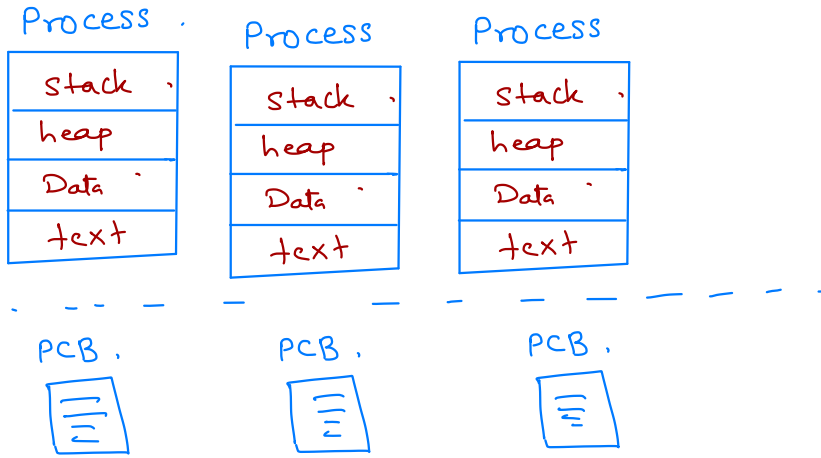 Process.
Process
Process
stack.
heap
Data
text
stack.
heap
Data
text
stack.
heap
Data
text
PCB.
PCB.
PCB.